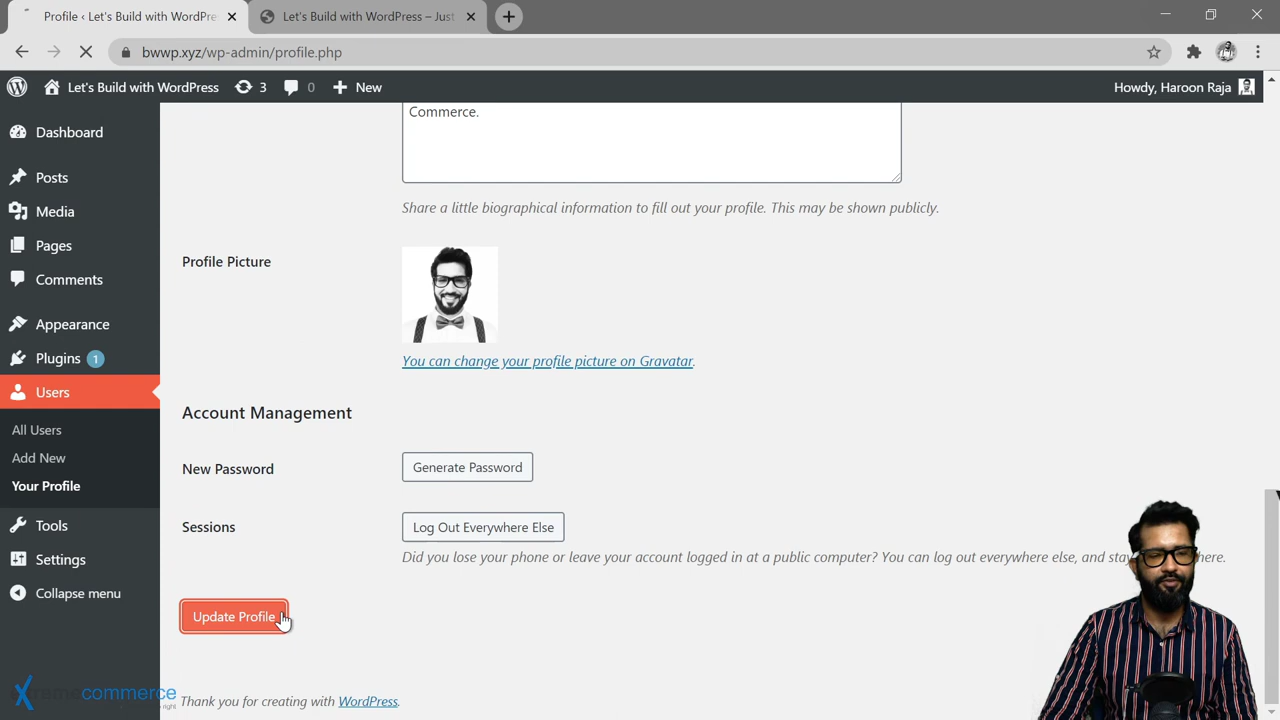 Profile ‹ Let's Build with WordPre
Let's Build with WordPress – Just
bwwp.xyz/wp-admin/profile.php
Let's Build with WordPress
3
0
New
Howdy, Haroon Raja
Dashboard
Posts
Media
Pages
Comments
Appearance
Plugins 1
Users
All Users
Add New
Your Profile
Tools
Settings
Collapse menu
Commerce.
Share a little biographical information to fill out your profile. This may be shown publicly.
Profile Picture
You can change your profile picture on Gravatar.
Account Management
New Password
Generate Password
Sessions
Log Out Everywhere Else
Did you lose your phone or leave your account logged in at a public computer? You can log out everywhere else, and stay here.
Update Profile
commerce
Thank you for creating with WordPress.